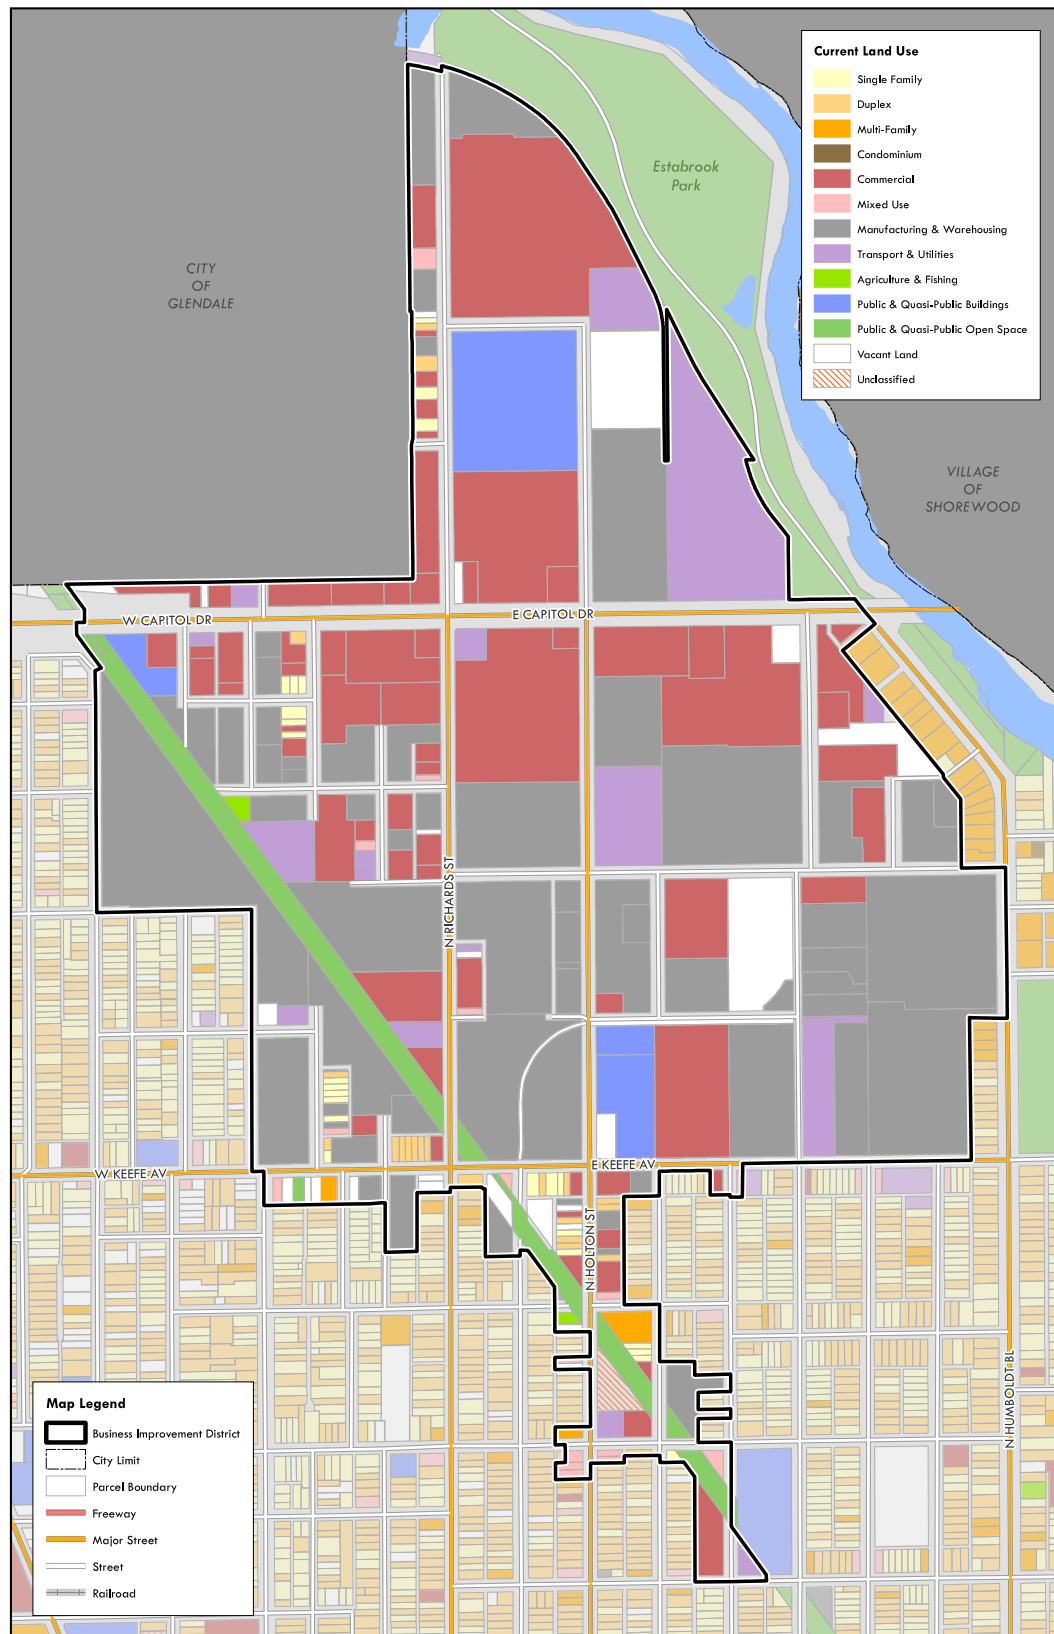 Current Land Use
Single Family
Duplex
Multi-Family
Condominium
Commercial
Mixed Use
Manufacturing & Warehousing
Transport & Utilities
Agriculture & Fishing
Public & Quasi-Public Buildings
Public & Quasi-Public Open Space
Vacant Land
Unclassified
Estabrook
Park
CITY
OF
GLENDALE
VILLAGE
OF
SHOREWOOD
W CAPITOL DR
E CAPITOL DR
N RICHARDS ST
W KEEFE AV
E KEEFE AV
N HOLTON ST
N HUMBOLDT BL
Map Legend
Business Improvement District
City Limit
Parcel Boundary
Freeway
Major Street
Street
Railroad